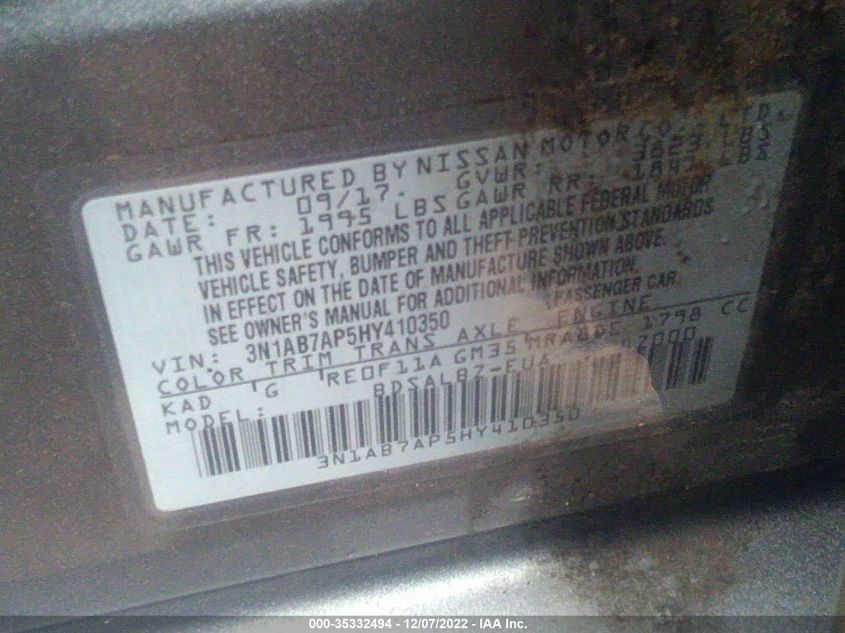 MANUFACTURED BY NISSAN MOTOR CO., LTD.
DATE: 09/17. GVWR: 3823 LBS
GAWR FR: 1995 LBS GAWR RR: LBS
THIS VEHICLE CONFORMS TO ALL APPLICABLE FEDERAL MOTOR
VEHICLE SAFETY, BUMPER AND THEFT PREVENTION STANDARDS
IN EFFECT ON THE DATE OF MANUFACTURE SHOWN ABOVE.
SEE OWNER'S MANUAL FOR ADDITIONAL INFORMATION.
VIN: 3N1AB7AP5HY410350 PASSENGER CAR.
COLOR TRIM TRANS AXLE ENGINE
KAD G RE0F11A GM35 MRA8DE 1798 CC
MODEL: BDSALBZ-EUA
3N1AB7AP5HY410350
000-35332494 - 12/07/2022 - IAA Inc.